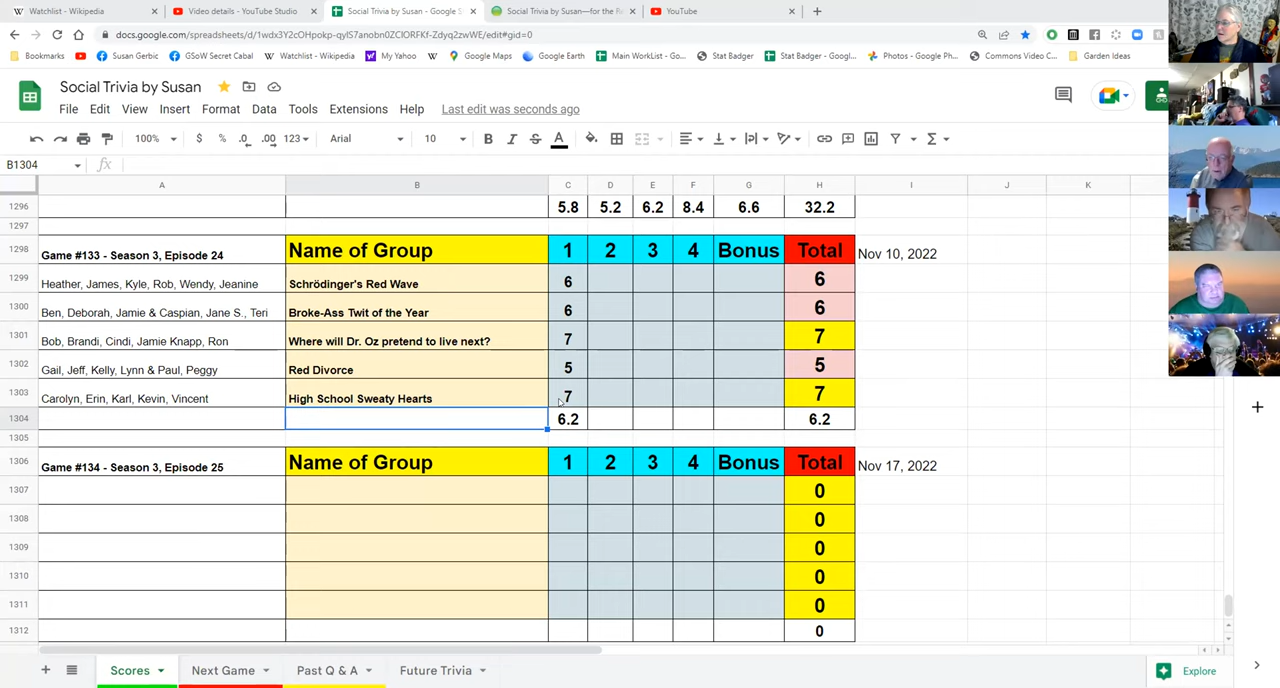 Watchlist - Wikipedia × Video details - YouTube Studio × Social Trivia by Susan - Google S × Social Trivia by Susan—for the R × YouTube × +
docs.google.com/spreadsheets/d/1wdx3Y2cOHpokp-qyIS7anobn0ZClORFKf-Zdyq2zwWE/edit#gid=0
Bookmarks Susan Gerbic GSoW Secret Cabal Watchlist - Wikipedia My Yahoo Google Maps Google Earth Main WorkList - Go... Stat Badger Stat Badger - Goog... Photos - Google Ph... Commons Video C... Garden Ideas
Social Trivia by Susan
File Edit View Insert Format Data Tools Extensions Help Last edit was seconds ago
100% $ % .0 .00 123 Arial 10 B I S A
B1304 fx
A B C D E F G H I J K
1296 5.8 5.2 6.2 8.4 6.6 32.2
1297
1298 Game #133 - Season 3, Episode 24 Name of Group 1 2 3 4 Bonus Total Nov 10, 2022
1299 Heather, James, Kyle, Rob, Wendy, Jeanine Schrödinger's Red Wave 6 6
1300 Ben, Deborah, Jamie & Caspian, Jane S., Teri Broke-Ass Twit of the Year 6 6
1301 Bob, Brandi, Cindi, Jamie Knapp, Ron Where will Dr. Oz pretend to live next? 7 7
1302 Gail, Jeff, Kelly, Lynn & Paul, Peggy Red Divorce 5 5
1303 Carolyn, Erin, Karl, Kevin, Vincent High School Sweaty Hearts 7 7
1304 6.2 6.2
1305
1306 Game #134 - Season 3, Episode 25 Name of Group 1 2 3 4 Bonus Total Nov 17, 2022
1307 0
1308 0
1309 0
1310 0
1311 0
1312 0
+ Scores Next Game Past Q & A Future Trivia Explore